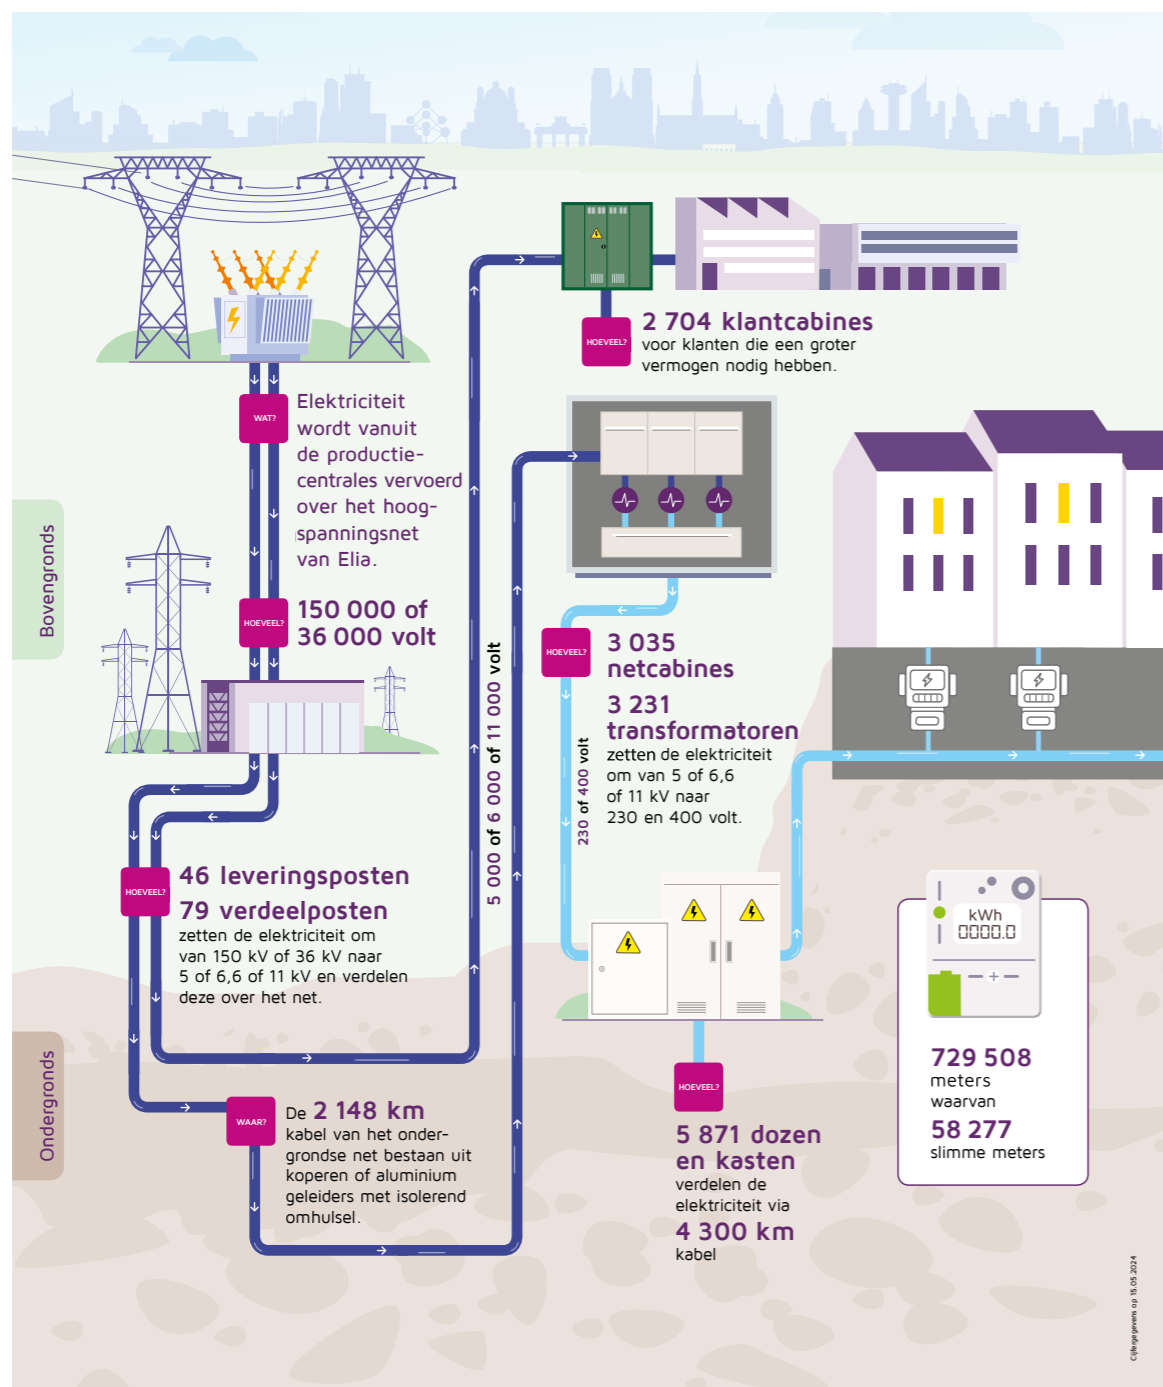 HOEVEEL?
2 704 klantcabines
voor klanten die een groter
vermogen nodig hebben.
WAT?
Elektriciteit
wordt vanuit
de productie-
centrales vervoerd
over het hoog-
spanningsnet
van Elia.
Bovengronds
HOEVEEL?
150 000 of
36 000 volt
5 000 of 6 000 of 11 000 volt
HOEVEEL?
3 035
netcabines
3 231
transformatoren
zetten de elektriciteit
om van 5 of 6,6
of 11 kV naar
230 en 400 volt.
230 of 400 volt
HOEVEEL?
46 leveringsposten
79 verdeelposten
zetten de elektriciteit om
van 150 kV of 36 kV naar
5 of 6,6 of 11 kV en verdelen
deze over het net.
kWh
0000.0
729 508
meters
waarvan
58 277
slimme meters
Ondergronds
WAAR?
De 2 148 km
kabel van het onder-
grondse net bestaan uit
koperen of aluminium
geleiders met isolerend
omhulsel.
HOEVEEL?
5 871 dozen
en kasten
verdelen de
elektriciteit via
4 300 km
kabel
Cijfergegevens op 15.05.2024